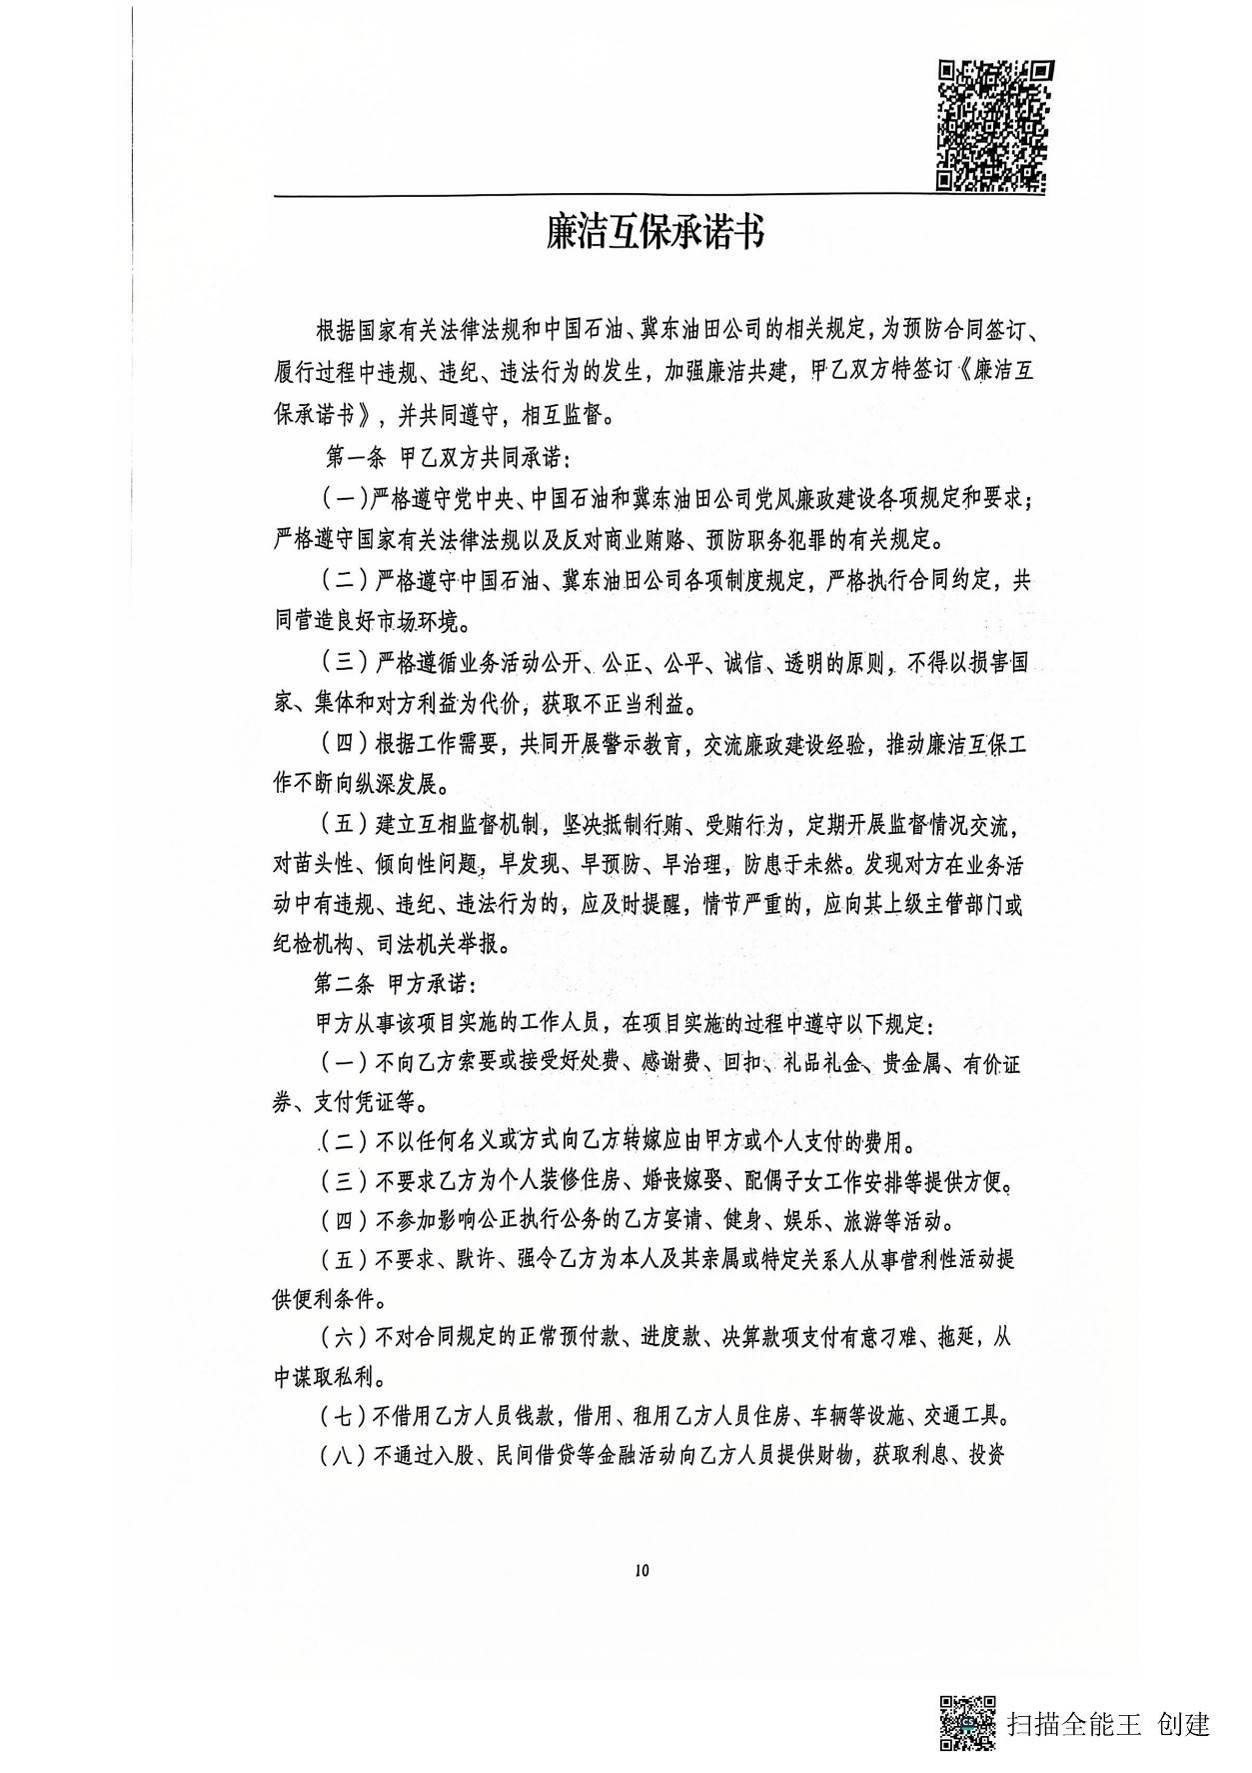 廉洁互保承诺书
根据国家有关法律法规和中国石油、冀东油田公司的相关规定，为预防合同签订、
履行过程中违规、违纪、违法行为的发生，加强廉洁共建，甲乙双方特签订《廉洁互
保承诺书》，并共同遵守，相互监督。
第一条 甲乙双方共同承诺：
（一）严格遵守党中央、中国石油和冀东油田公司党风廉政建设各项规定和要求；
严格遵守国家有关法律法规以及反对商业贿赂、预防职务犯罪的有关规定。
（二）严格遵守中国石油、冀东油田公司各项制度规定，严格执行合同约定，共
同营造良好市场环境。
（三）严格遵循业务活动公开、公正、公平、诚信、透明的原则，不得以损害国
家、集体和对方利益为代价，获取不正当利益。
（四）根据工作需要，共同开展警示教育，交流廉政建设经验，推动廉洁互保工
作不断向纵深发展。
（五）建立互相监督机制，坚决抵制行贿、受贿行为，定期开展监督情况交流，
对苗头性、倾向性问题，早发现、早预防、早治理，防患于未然。发现对方在业务活
动中有违规、违纪、违法行为的，应及时提醒，情节严重的，应向其上级主管部门或
纪检机构、司法机关举报。
第二条 甲方承诺：
甲方从事该项目实施的工作人员，在项目实施的过程中遵守以下规定：
（一）不向乙方索要或接受好处费、感谢费、回扣、礼品礼金、贵金属、有价证
券、支付凭证等。
（二）不以任何名义或方式向乙方转嫁应由甲方或个人支付的费用。
（三）不要求乙方为个人装修住房、婚丧嫁娶、配偶子女工作安排等提供方便。
（四）不参加影响公正执行公务的乙方宴请、健身、娱乐、旅游等活动。
（五）不要求、默许、强令乙方为本人及其亲属或特定关系人从事营利性活动提
供便利条件。
（六）不对合同规定的正常预付款、进度款、决算款项支付有意刁难、拖延，从
中谋取私利。
（七）不借用乙方人员钱款，借用、租用乙方人员住房、车辆等设施、交通工具。
（八）不通过入股、民间借贷等金融活动向乙方人员提供财物，获取利息、投资
10
扫描全能王 创建